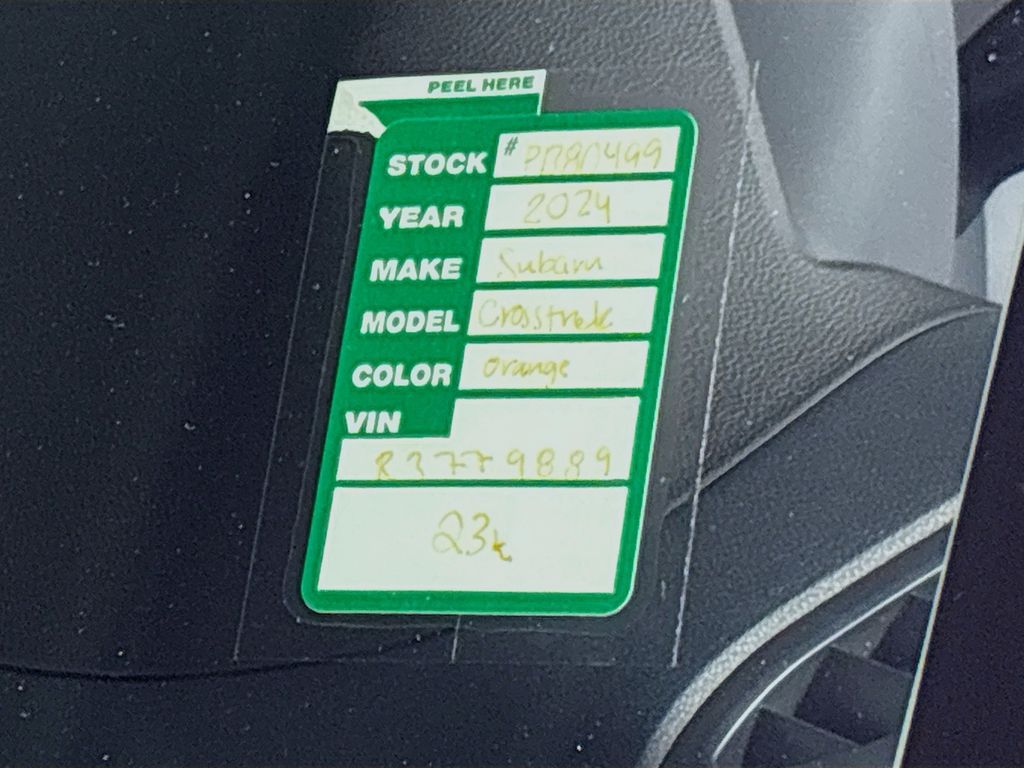 PEEL HERE
STOCK #
YEAR 2024
MAKE Subaru
MODEL Crosstrek
COLOR orange
VIN
R3779889
23k